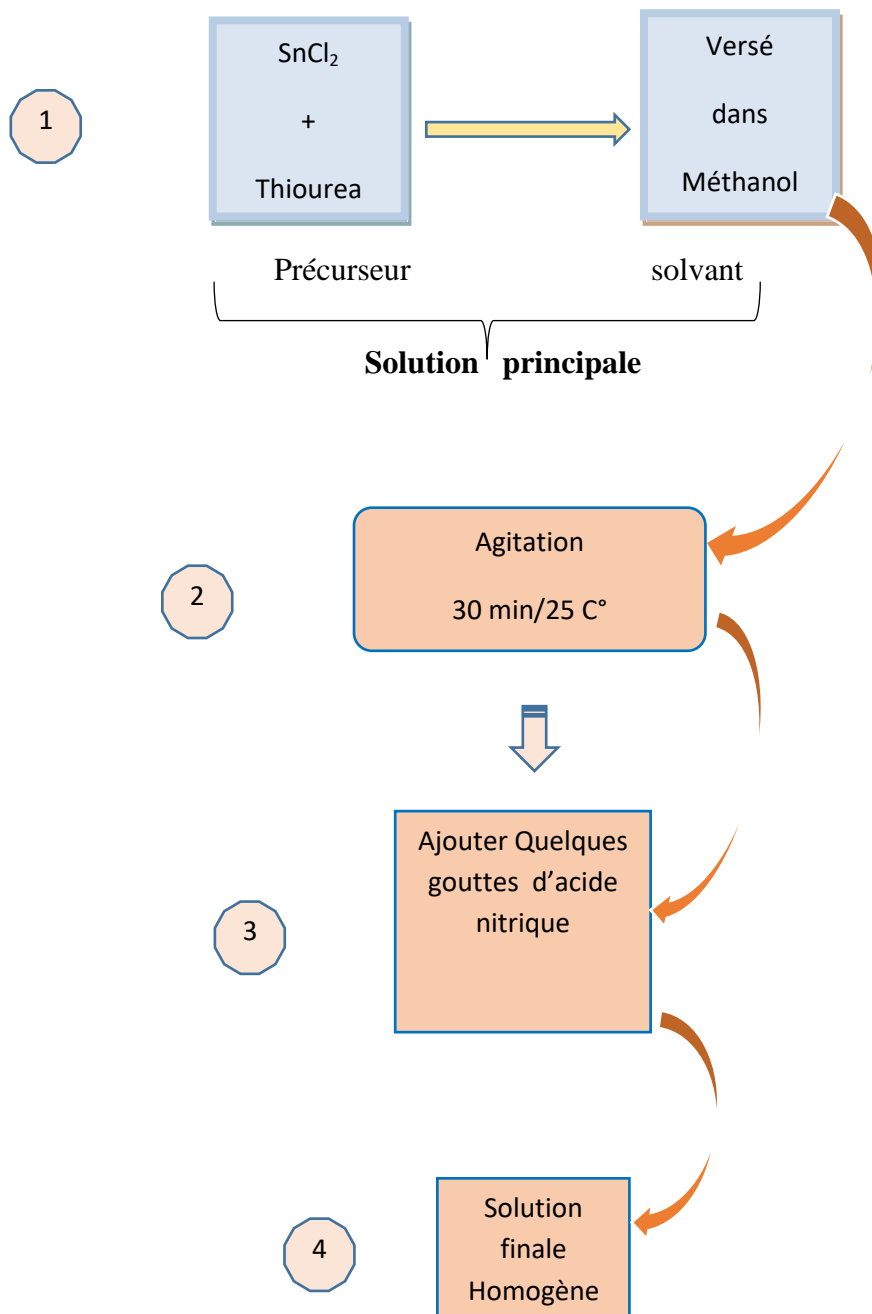 SnCl₂
+
Thiourea
Versé
dans
Méthanol
1
Précurseur solvant
Solution principale
Agitation
30 min/25 C°
2
Ajouter Quelques
gouttes d’acide
nitrique
3
Solution
finale
Homogène
4